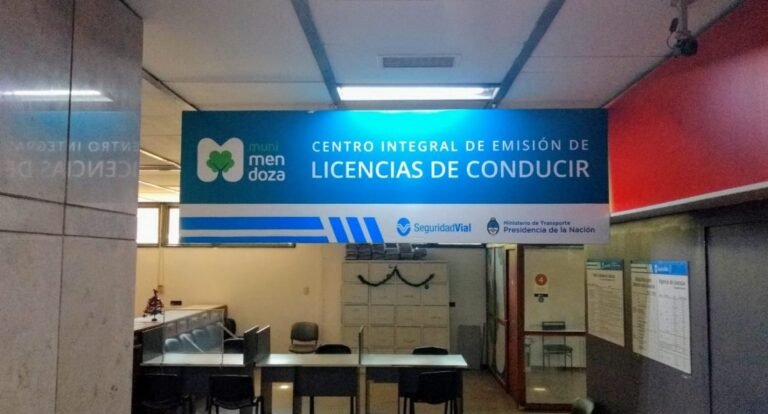 muni
men
doza
CENTRO INTEGRAL DE EMISIÓN DE
LICENCIAS DE CONDUCIR
SeguridadVial
Ministerio de Transporte
Presidencia de la Nación
4